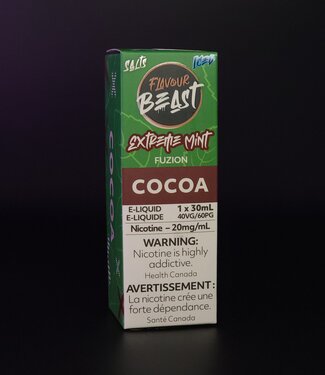 SALTS
ICED
FLAVOUR
BEAST
EXTREME MINT
FUZION
COCOA
E-LIQUID 1 x 30mL
E-LIQUIDE 40VG/60PG
Nicotine – 20mg/mL
WARNING:
Nicotine is highly
addictive.
Health Canada
AVERTISSEMENT :
La nicotine crée une
forte dépendance.
Santé Canada
COCOA